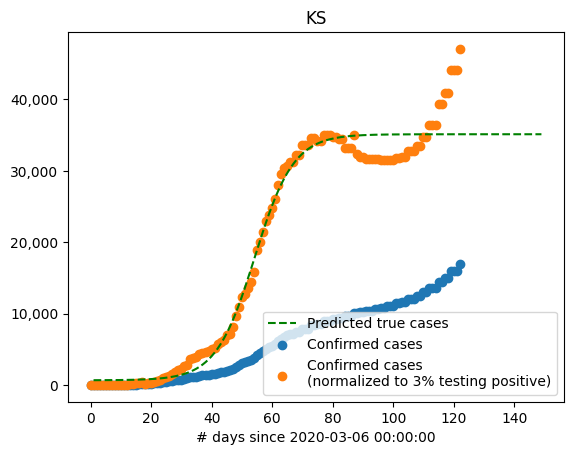 KS
40,000
30,000
20,000
10,000
0
Predicted true cases
Confirmed cases
Confirmed cases
(normalized to 3% testing positive)
0 20 40 60 80 100 120 140
# days since 2020-03-06 00:00:00